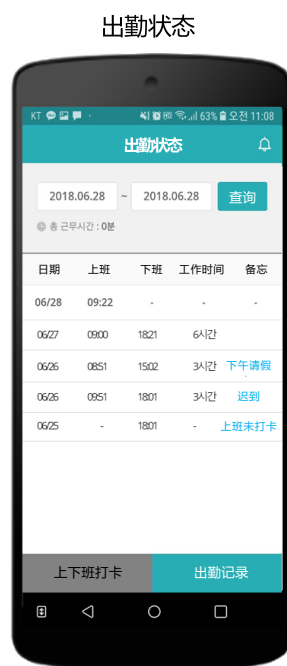 出勤状态
KT 63% 오전 11:08
出勤状态
2018.06.28 ~ 2018.06.28 查询
총 근무시간 : 0분
日期 上班 下班 工作时间 备忘
06/28 09:22 - - -
06/27 09:00 18:21 6시간
06/26 08:51 15:02 3시간 下午请假
06/26 09:51 18:01 3시간 迟到
06/25 - 18:01 - 上班未打卡
上下班打卡 出勤记录